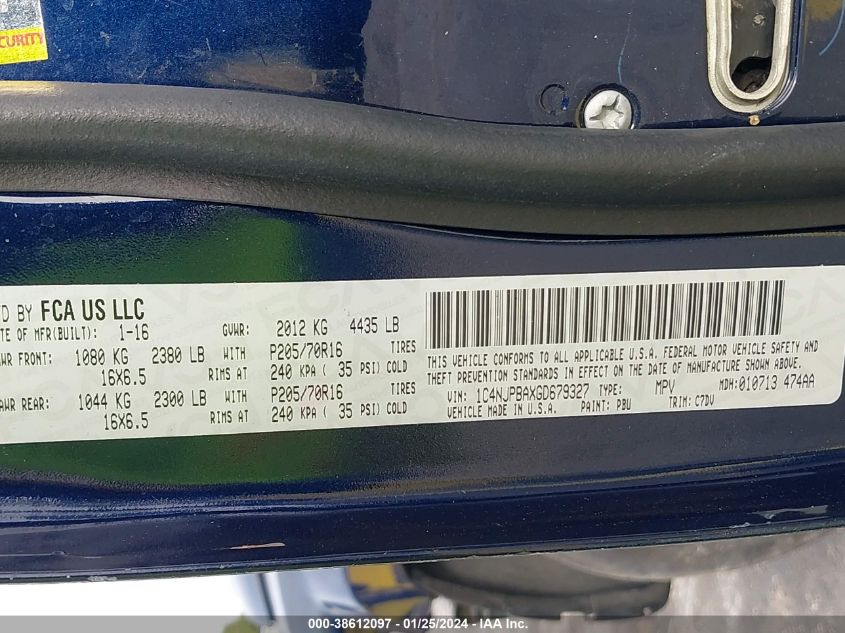 CURITY
D BY FCA US LLC
TE OF MFR(BUILT): 1-16 GVWR: 2012 KG 4435 LB
WR FRONT: 1080 KG 2380 LB WITH P205/70R16 TIRES
16X6.5 RIMS AT 240 KPA ( 35 PSI) COLD
AWR REAR: 1044 KG 2300 LB WITH P205/70R16 TIRES
16X6.5 RIMS AT 240 KPA ( 35 PSI) COLD
THIS VEHICLE CONFORMS TO ALL APPLICABLE U.S.A. FEDERAL MOTOR VEHICLE SAFETY AND
THEFT PREVENTION STANDARDS IN EFFECT ON THE DATE OF MANUFACTURE SHOWN ABOVE.
VIN: 1C4NJPBAXGD679327 TYPE: MPV MDH: 010713 474AA
VEHICLE MADE IN U.S.A. PAINT: PBU TRIM: C7DV
000-38612097 - 01/25/2024 - IAA Inc.